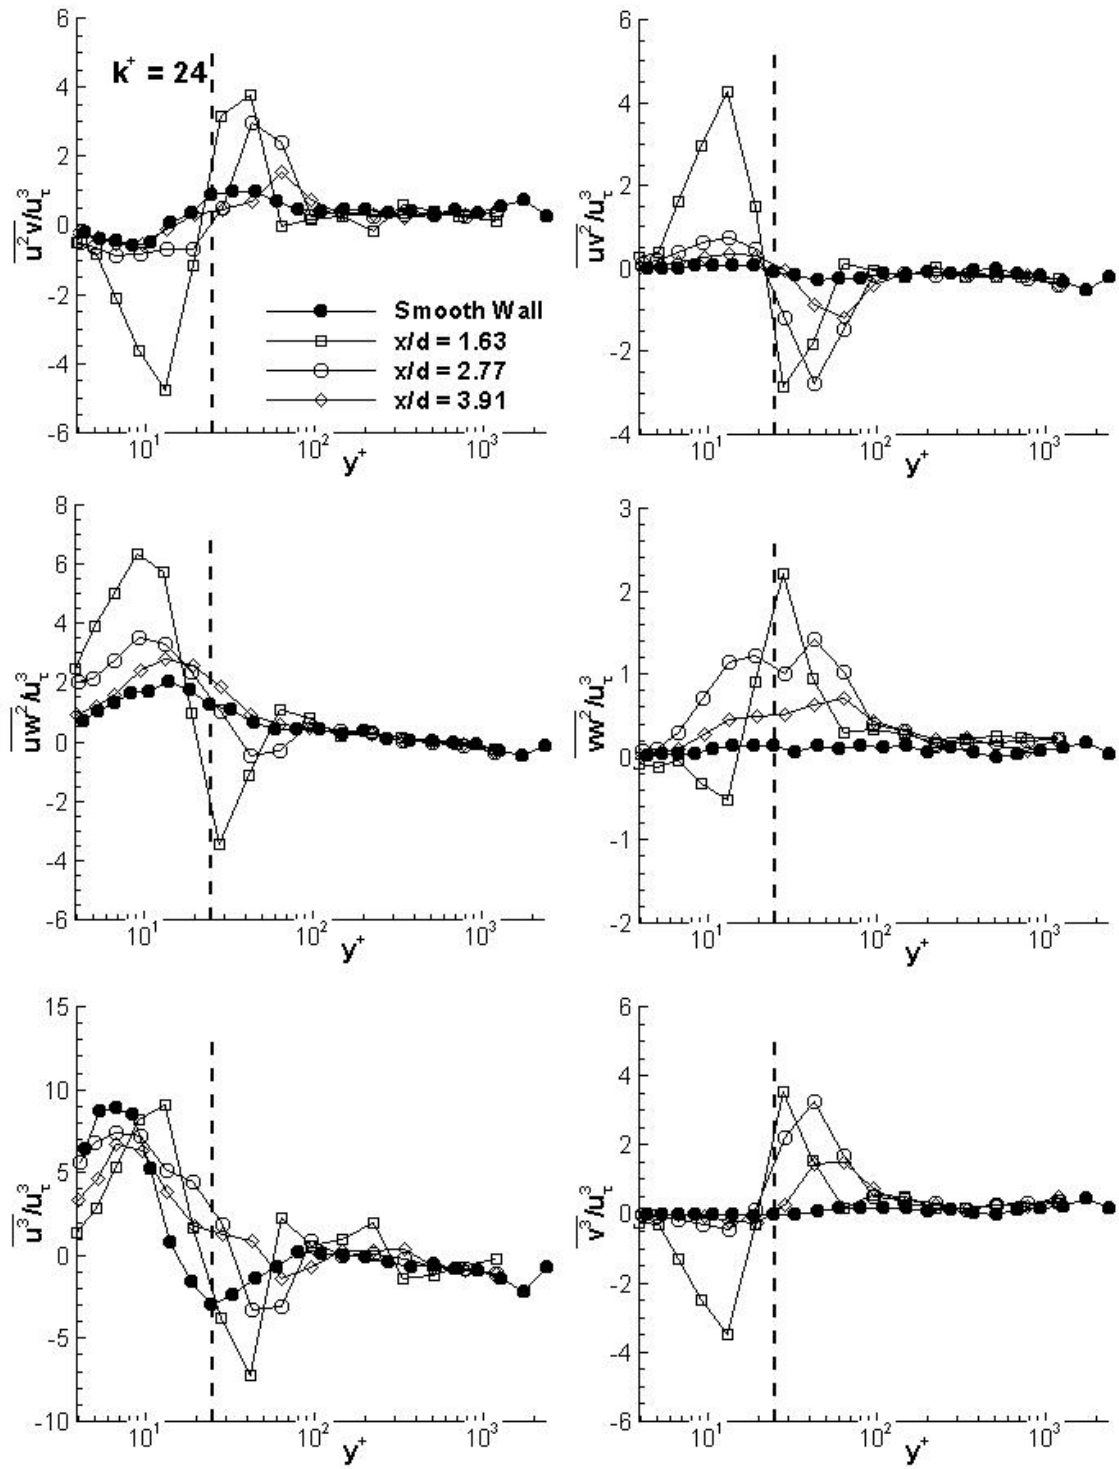 6
k⁺ = 24
4
2
0
-2
-4
-6
u²v/u³τ
Smooth Wall
x/d = 1.63
x/d = 2.77
x/d = 3.91
10¹ 10² 10³
y⁺
6
4
2
0
-2
-4
uv²/u³τ
10¹ 10² 10³
y⁺
8
6
4
2
0
-2
-4
-6
uw²/u³τ
10¹ 10² 10³
y⁺
3
2
1
0
-1
-2
vw²/u³τ
10¹ 10² 10³
y⁺
15
10
5
0
-5
-10
u³/u³τ
10¹ 10² 10³
y⁺
6
4
2
0
-2
-4
-6
v³/u³τ
10¹ 10² 10³
y⁺